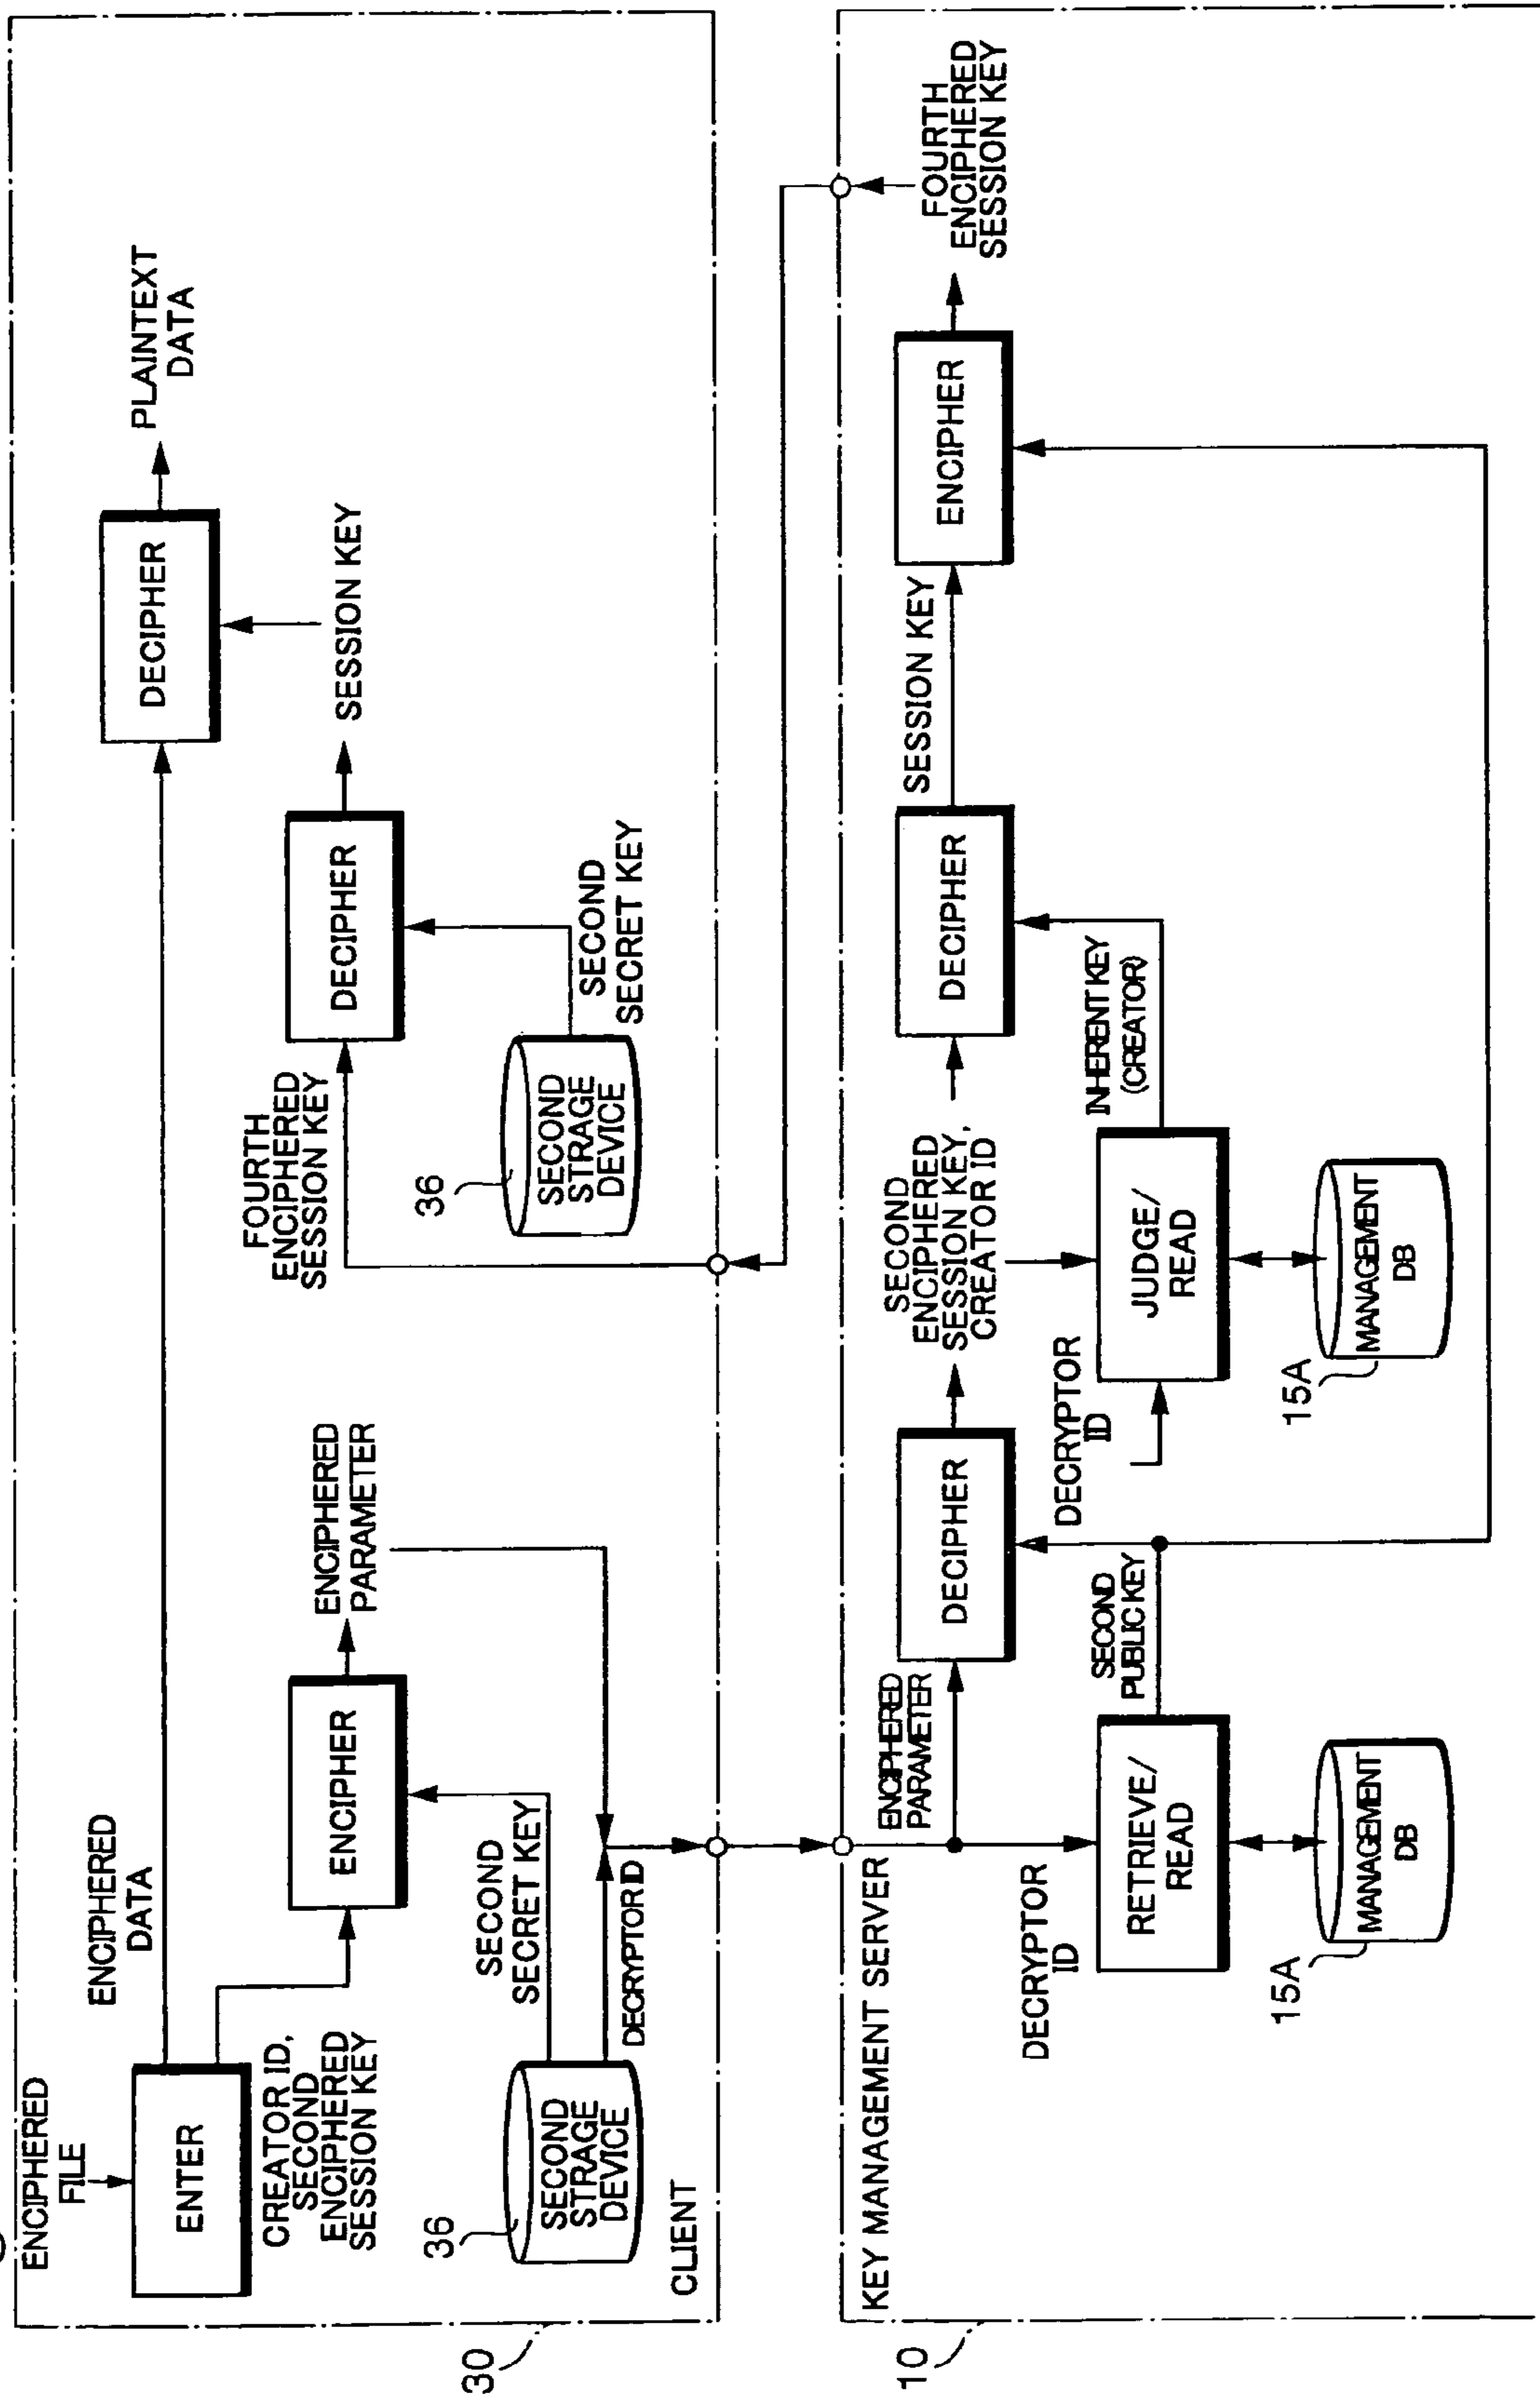 ENCIPHERED
FILE
ENTER
ENCIPHERED
DATA
DECIPHER
PLAINTEXT
DATA
CREATOR ID,
SECOND
ENCIPHERED
SESSION KEY
ENCIPHER
ENCIPHERED
PARAMETER
FOURTH
ENCIPHERED
SESSION KEY
DECIPHER
SESSION KEY
36
SECOND
STRAGE
DEVICE
SECOND
SECRET KEY
DECRYPTOR ID
36
SECOND
STRAGE
DEVICE
SECOND
SECRET KEY
CLIENT
30
KEY MANAGEMENT SERVER
10
ENCIPHERED
PARAMETER
DECIPHER
SECOND
ENCIPHERED
SESSION KEY,
CREATOR ID
DECIPHER
SESSION KEY
ENCIPHER
FOURTH
ENCIPHERED
SESSION KEY
DECRYPTOR
ID
RETRIEVE/
READ
SECOND
PUBLIC KEY
DECRYPTOR
ID
JUDGE/
READ
INHERENT KEY
(CREATOR)
15A
MANAGEMENT
DB
15A
MANAGEMENT
DB